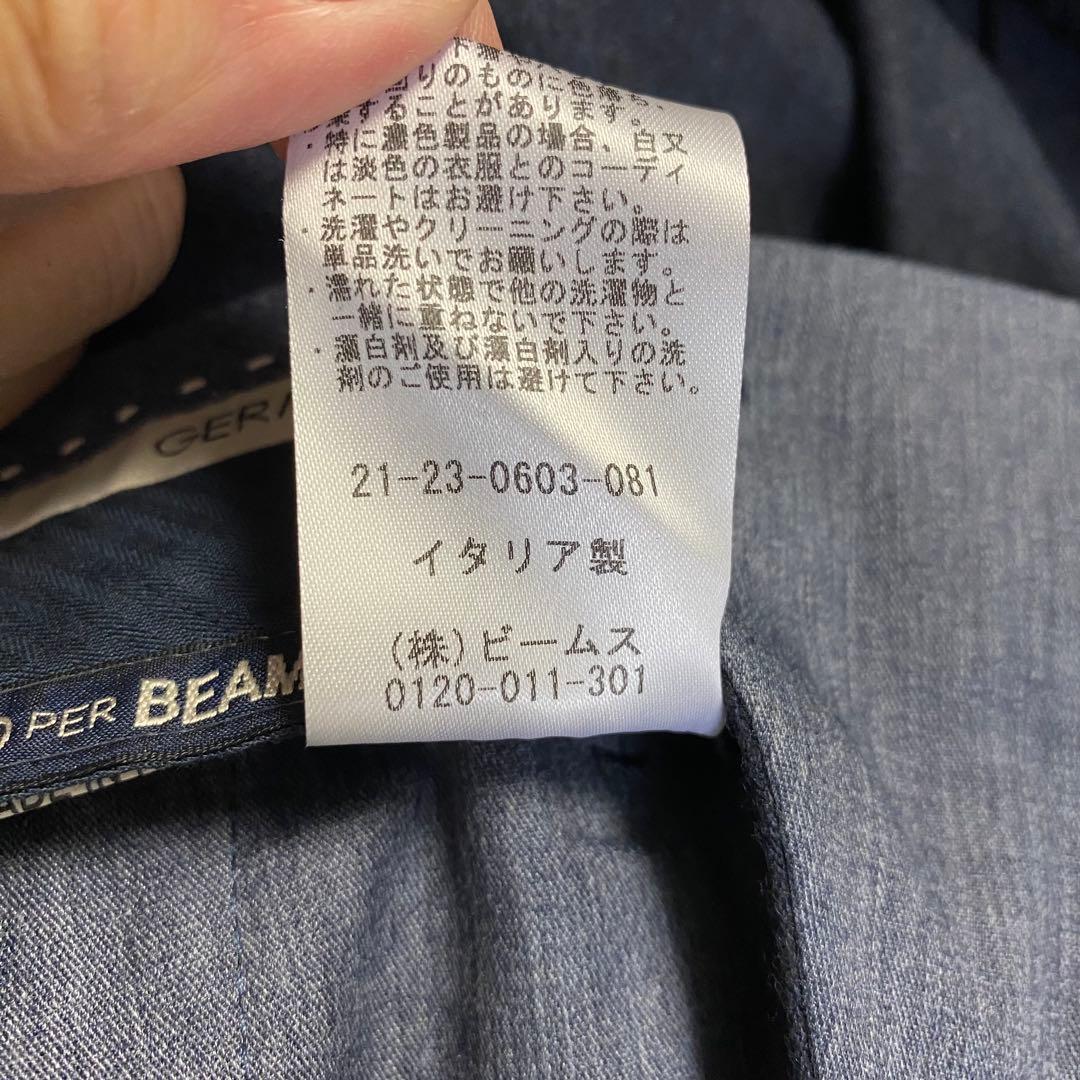 回りのものに色落ち、
することがあります。
・特に濃色製品の場合、白又
は淡色の衣服とのコーディ
ネートはお避け下さい。
・洗濯やクリーニングの際は
単品洗いでお願いします。
・濡れた状態で他の洗濯物と
一緒に重ねないで下さい。
・漂白剤及び漂白剤入りの洗
剤のご使用は避けて下さい。
21-23-0603-081
イタリア製
(株)ビームス
0120-011-301
GER
PER BEAM